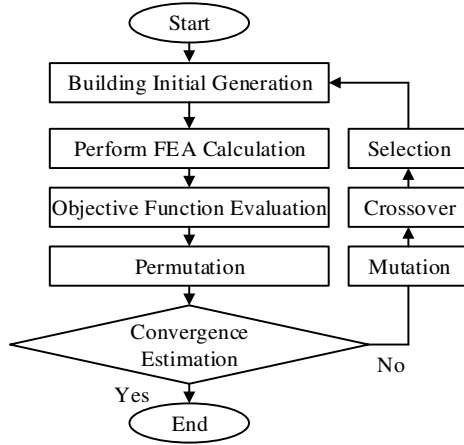 Start
Building Initial Generation
Perform FEA Calculation
Selection
Objective Function Evaluation
Crossover
Permutation
Mutation
Convergence
Estimation
No
Yes
End